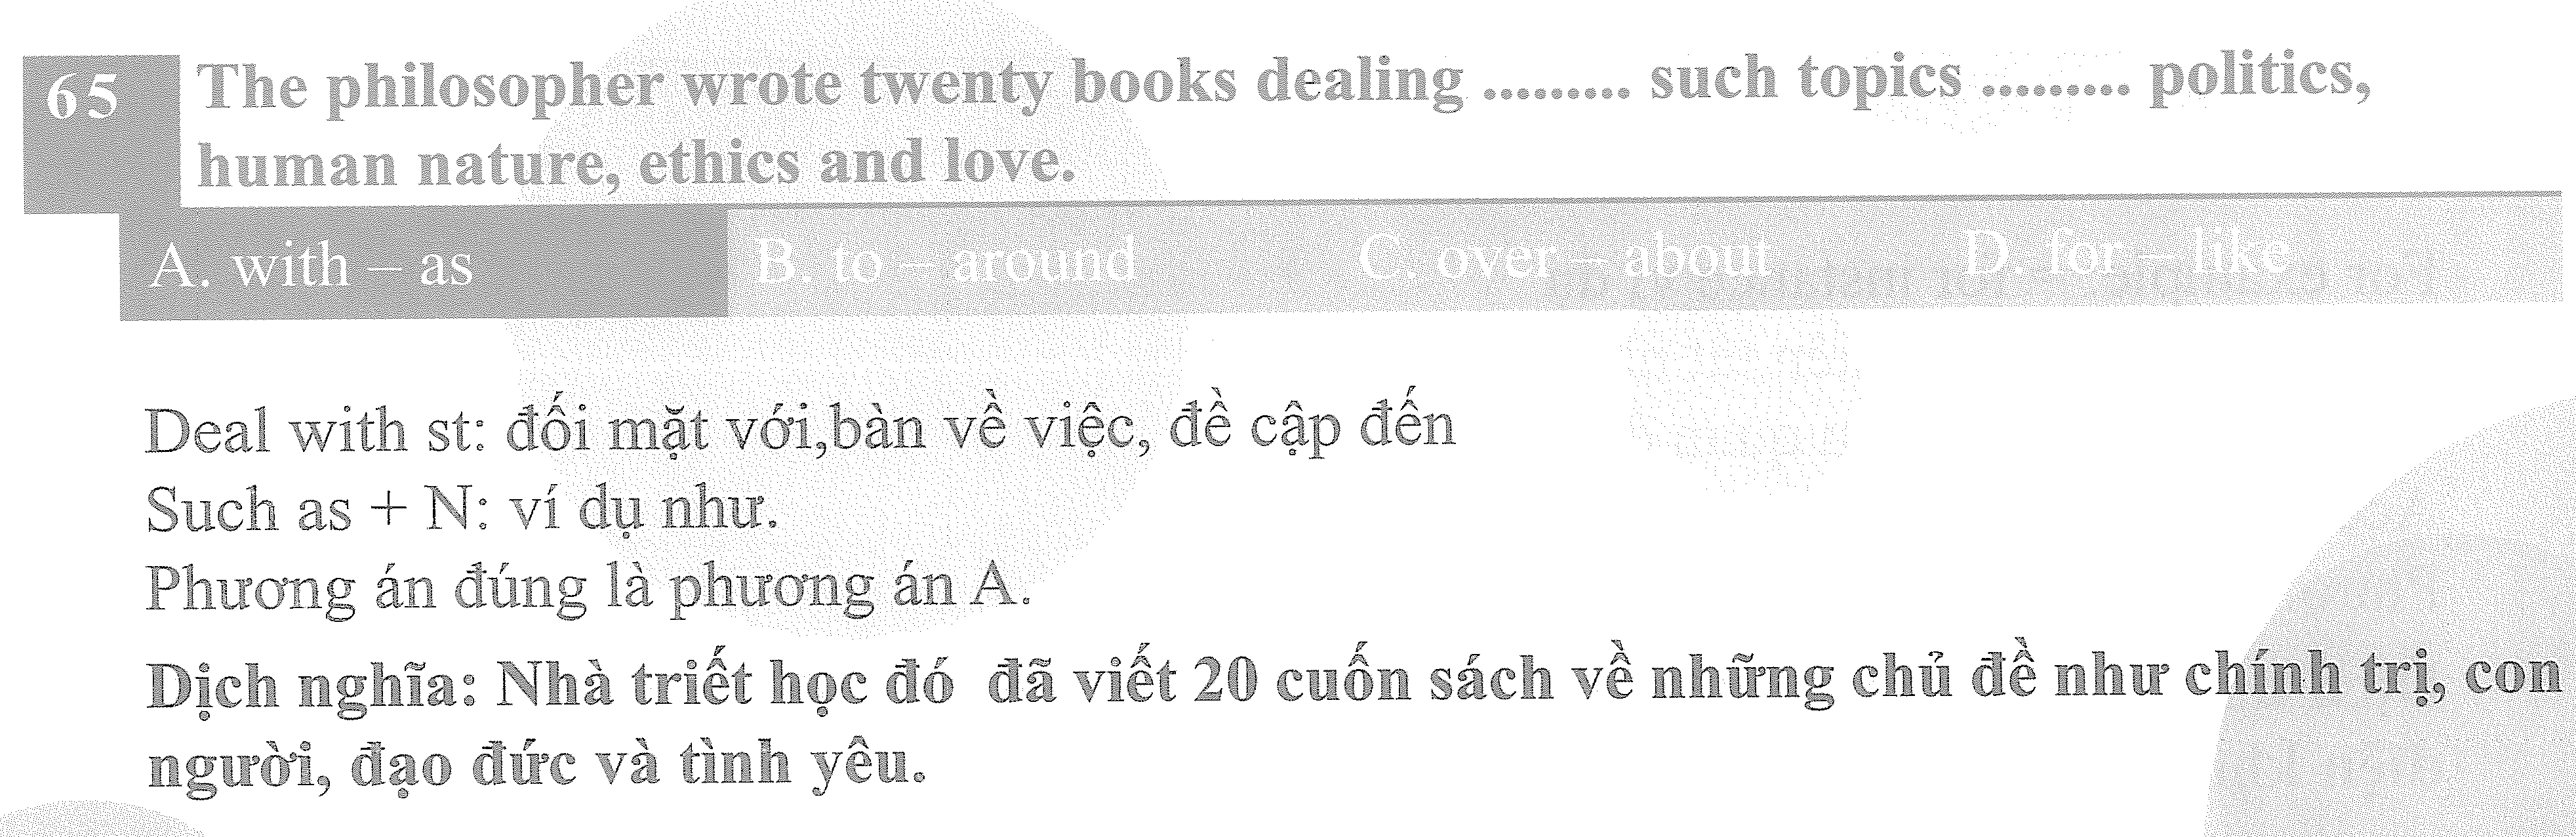 65 The philosopher wrote twenty books dealing ......... such topics ......... politics,
human nature, ethics and love.
A. with – as B. to – around C. over – about D. for – like
Deal with st: đối mặt với,bàn về việc, đề cập đến
Such as + N: ví dụ như.
Phương án đúng là phương án A.
Dịch nghĩa: Nhà triết học đó đã viết 20 cuốn sách về những chủ đề như chính trị, con
người, đạo đức và tình yêu.